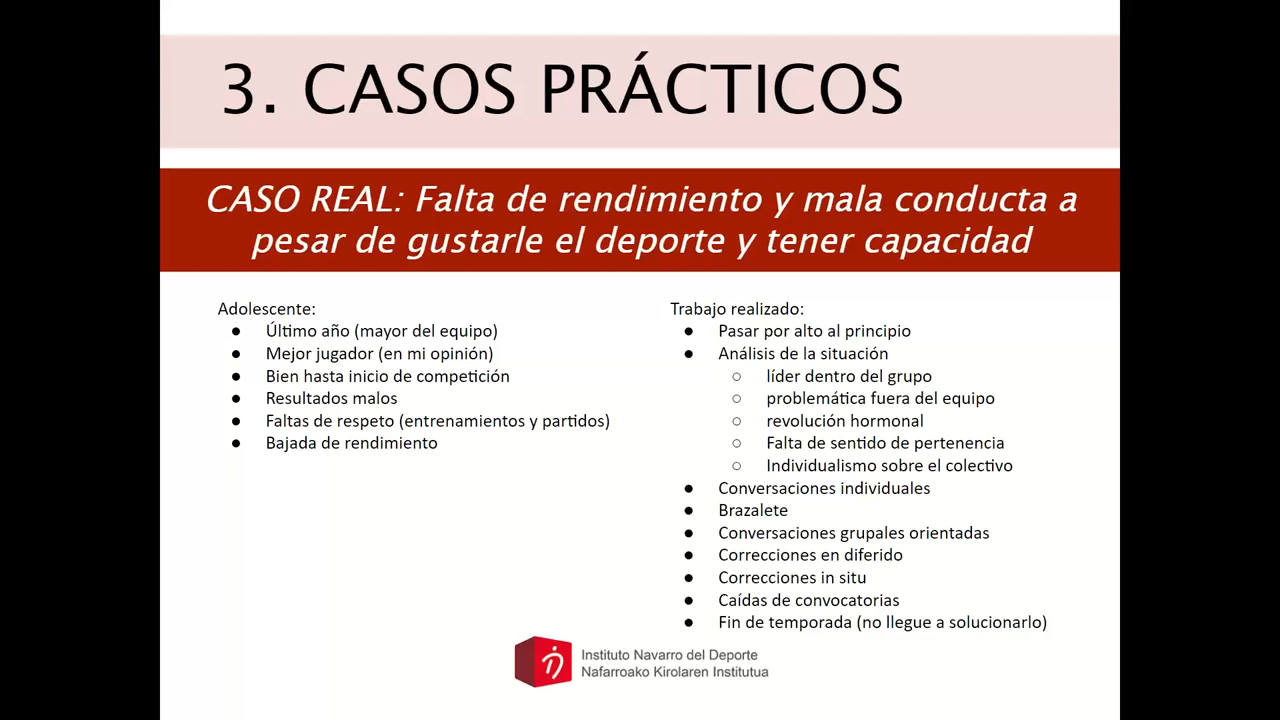 3. CASOS PRÁCTICOS
CASO REAL: Falta de rendimiento y mala conducta a
pesar de gustarle el deporte y tener capacidad
Adolescente:
● Último año (mayor del equipo)
● Mejor jugador (en mi opinión)
● Bien hasta inicio de competición
● Resultados malos
● Faltas de respeto (entrenamientos y partidos)
● Bajada de rendimiento
Trabajo realizado:
● Pasar por alto al principio
● Análisis de la situación
○ líder dentro del grupo
○ problemática fuera del equipo
○ revolución hormonal
○ Falta de sentido de pertenencia
○ Individualismo sobre el colectivo
● Conversaciones individuales
● Brazalete
● Conversaciones grupales orientadas
● Correcciones en diferido
● Correcciones in situ
● Caídas de convocatorias
● Fin de temporada (no llegue a solucionarlo)
Instituto Navarro del Deporte
Nafarroako Kirolaren Institutua